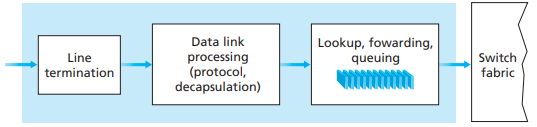 Line
termination
Data link
processing
(protocol,
decapsulation)
Lookup, fowarding,
queuing
Switch
fabric